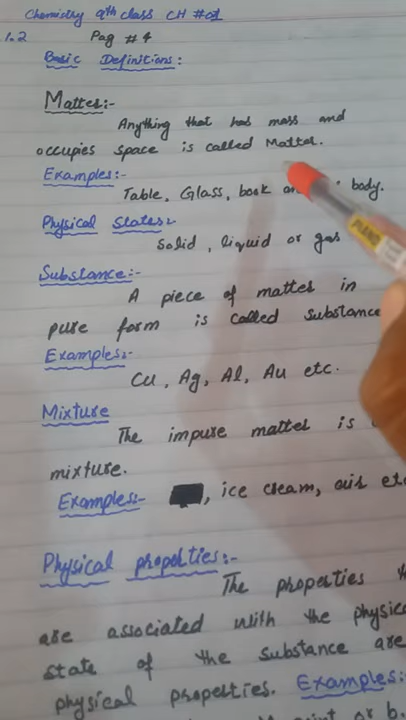 Chemistry 9th class CH #01
1.2 Pag #4
Basic Definitions:
Matter:-
Anything that has mass and
occupies space is called Matter.
Examples:-
Table, Glass, book body.
Physical States:-
Solid, liquid or gas
Substance:-
A piece of matter in
pure form is called substance
Examples:-
Cu, Ag, Al, Au etc.
Mixture
The impure matter is
mixture.
Examples:- , ice cream, air etc
Physical properties:-
The properties
are associated with the physical
state of the substance are
physical properties. Examples:-
point or b.